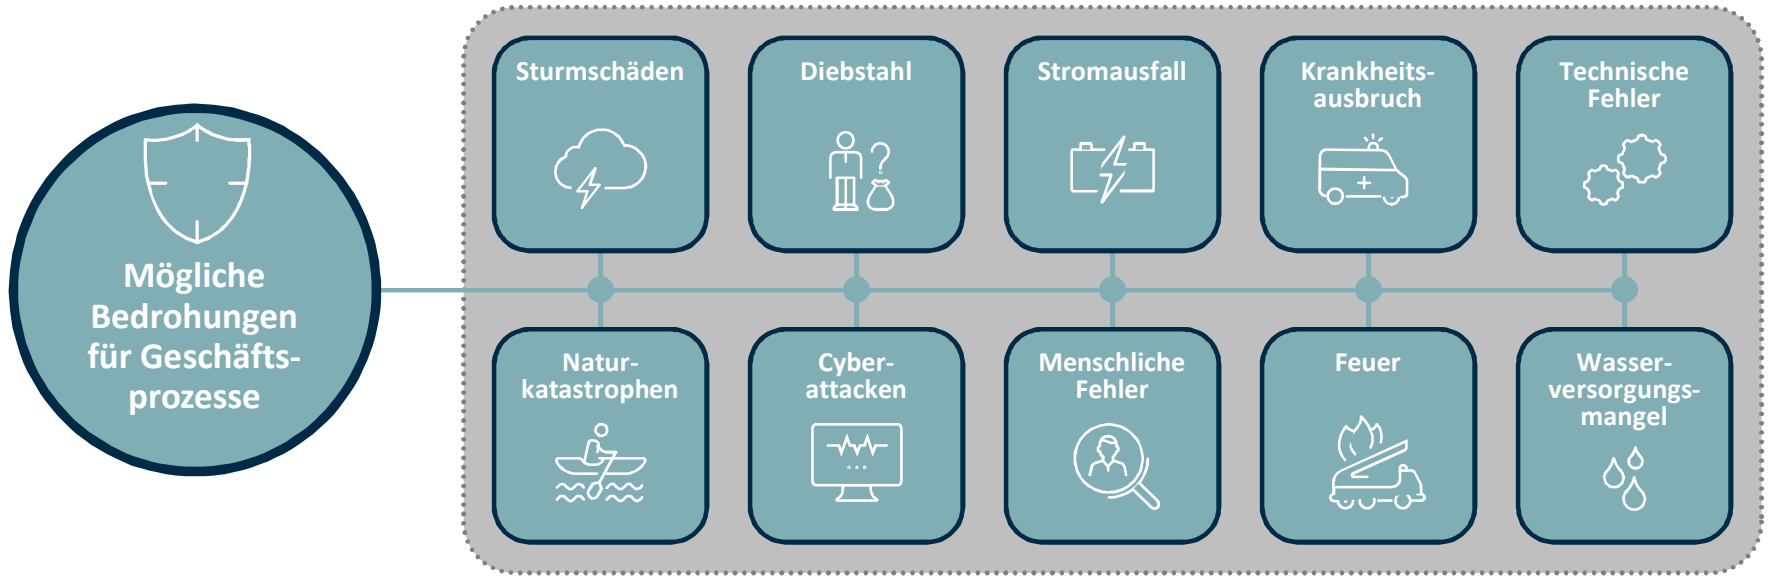 Mögliche
Bedrohungen
für Geschäfts-
prozesse
Sturmschäden
Diebstahl
Stromausfall
Krankheits-
ausbruch
Technische
Fehler
Natur-
katastrophen
Cyber-
attacken
Menschliche
Fehler
Feuer
Wasser-
versorgungs-
mangel